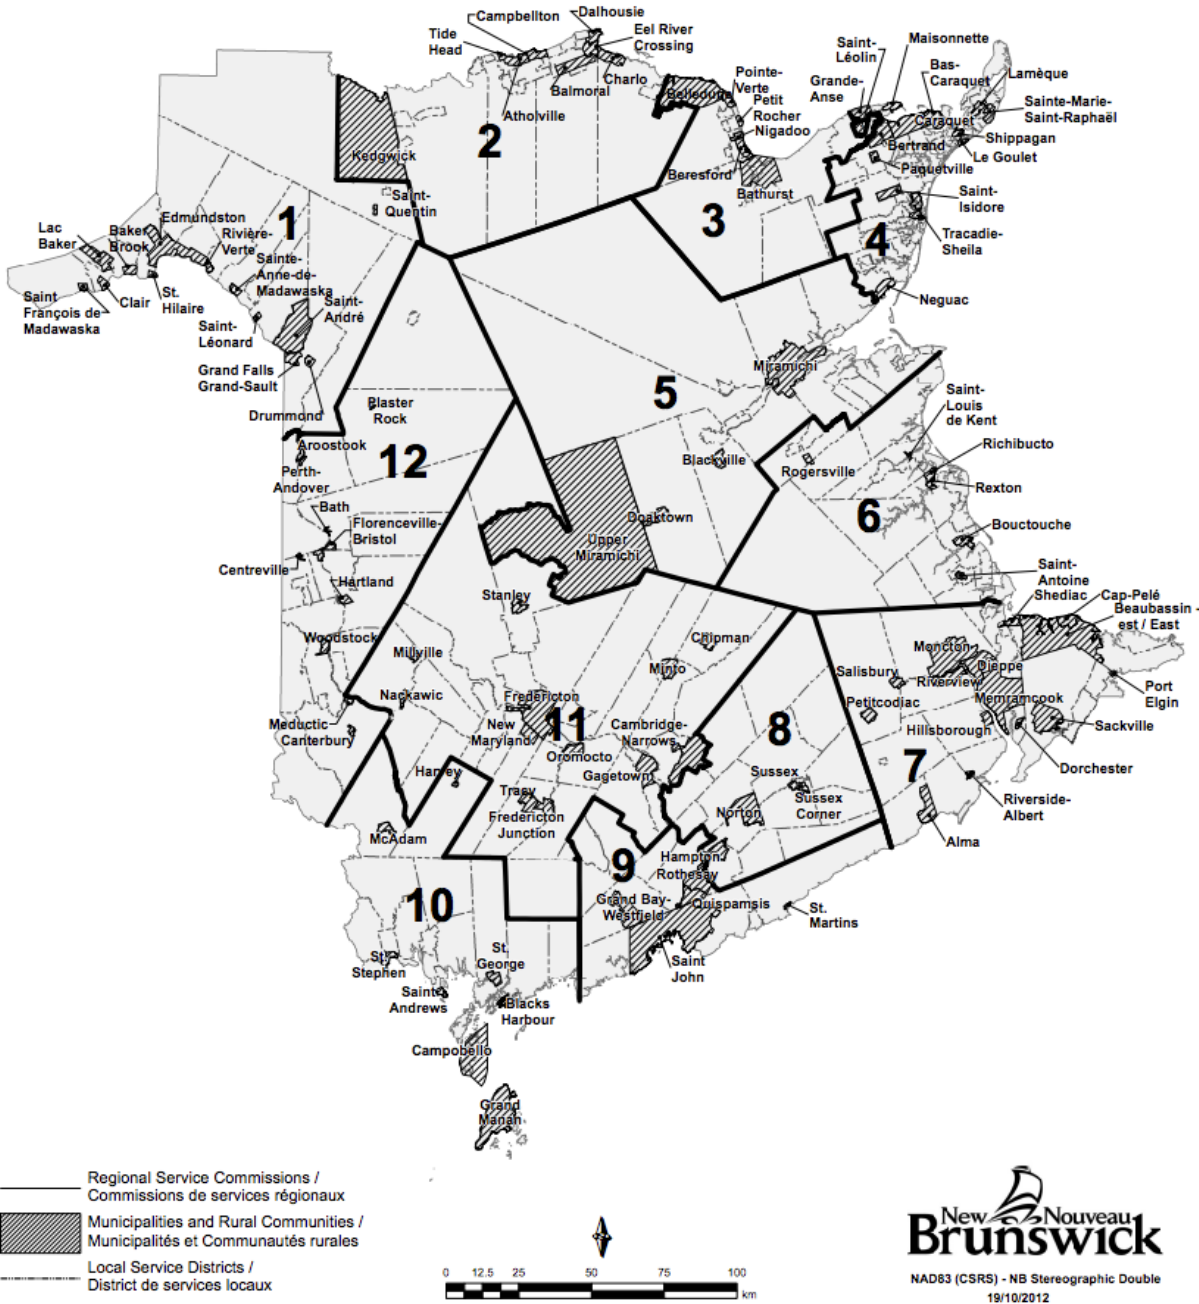 Campbellton
Dalhousie
Tide
Head
Eel River
Crossing
Charlo
Balmoral
Atholville
2
Kedgwick
Saint-
Quentin
Belledune
Pointe-
Verte
Petit
Rocher
Nigadoo
Beresford
Bathurst
3
Saint-
Léolin
Maisonnette
Grande-
Anse
Bas-
Caraquet
Lamèque
Sainte-Marie-
Saint-Raphaël
Caraquet
Shippagan
Le Goulet
Bertrand
Paquetville
Saint-
Isidore
Tracadie-
Sheila
4
Neguac
1
Lac
Baker
Baker
Brook
Edmundston
Rivière-
Verte
Sainte-
Anne-de-
Madawaska
Saint-
André
Saint
François de
Madawaska
Clair
St.
Hilaire
Saint-
Léonard
Grand Falls
Grand-Sault
Drummond
Plaster
Rock
Aroostook
12
Perth-
Andover
Bath
Florenceville-
Bristol
Centreville
Hartland
Woodstock
Meductic
Canterbury
5
Miramichi
Blackville
Doaktown
Upper
Miramichi
Rogersville
Saint-
Louis
de Kent
Richibucto
Rexton
6
Bouctouche
Saint-
Antoine
Shediac
Cap-Pelé
Beaubassin -
est / East
Stanley
Millville
Nackawic
Chipman
Minto
Fredericton
New
Maryland
11
Oromocto
Cambridge-
Narrows
Gagetown
Harvey
Tracy
Fredericton
Junction
McAdam
Moncton
Dieppe
Riverview
Salisbury
Petitcodiac
Memramcook
Hillsborough
Port
Elgin
Sackville
Dorchester
7
Riverside-
Albert
Alma
8
Sussex
Sussex
Corner
Norton
9
Hampton
Rothesay
Grand Bay-
Westfield
Quispamsis
St.
Martins
Saint
John
10
St.
Stephen
St.
George
Saint
Andrews
Blacks
Harbour
Campobello
Grand
Manan
Regional Service Commissions /
Commissions de services régionaux
Municipalities and Rural Communities /
Municipalités et Communautés rurales
Local Service Districts /
District de services locaux
0 12.5 25 50 75 100
km
New Nouveau
Brunswick
NAD83 (CSRS) - NB Stereographic Double
19/10/2012